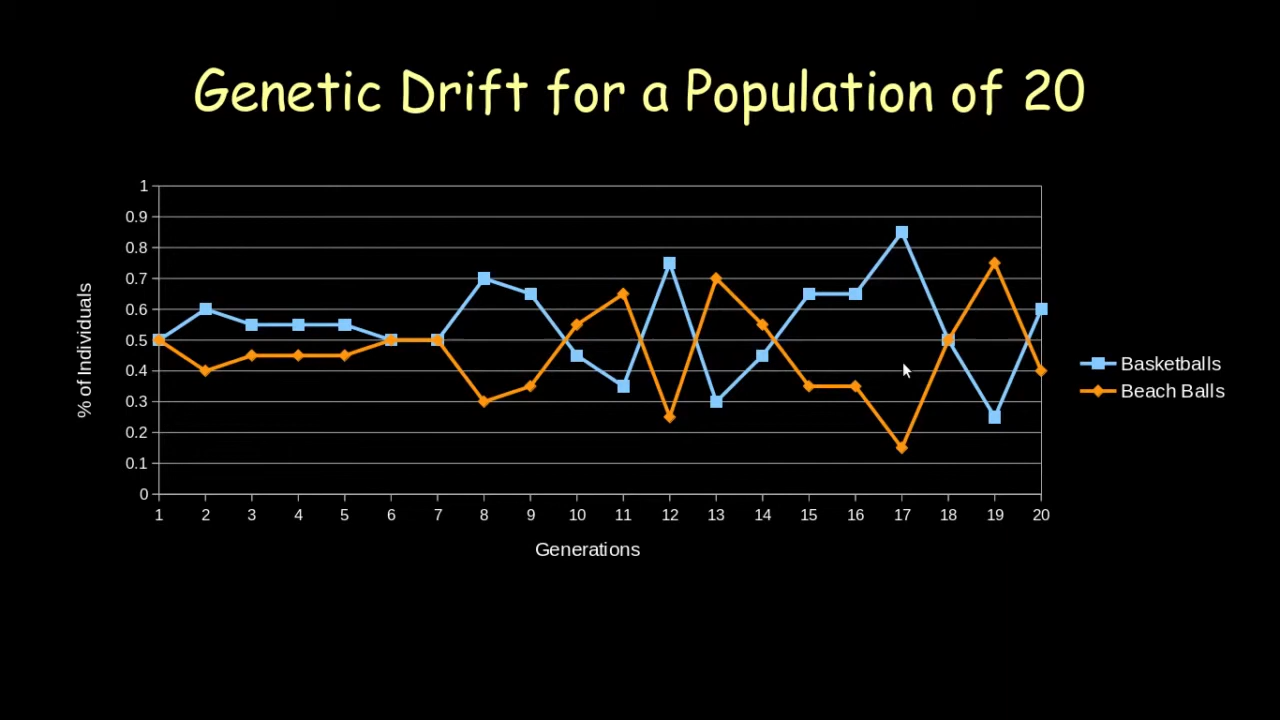 Genetic Drift for a Population of 20
% of Individuals
1
0.9
0.8
0.7
0.6
0.5
0.4
0.3
0.2
0.1
0
1 2 3 4 5 6 7 8 9 10 11 12 13 14 15 16 17 18 19 20
Generations
Basketballs
Beach Balls